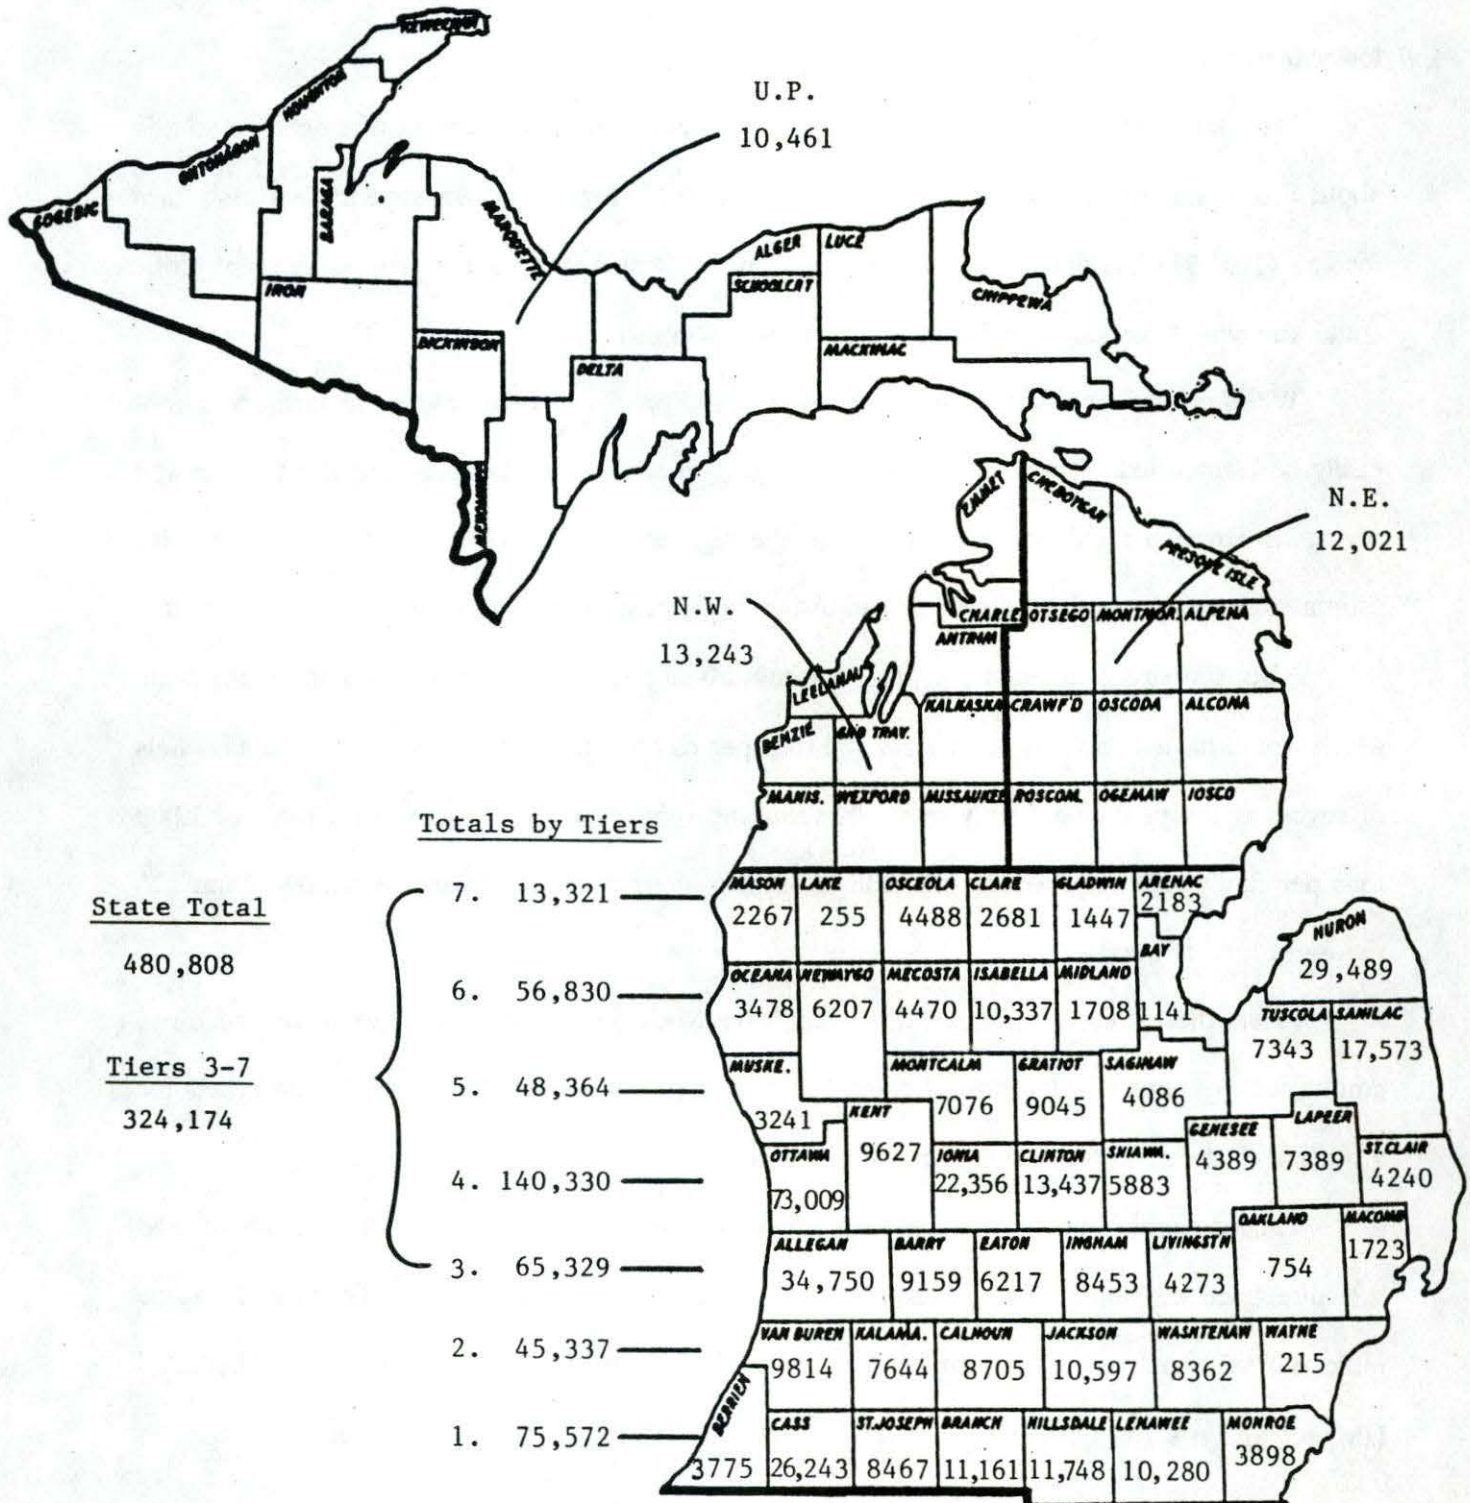 KEWEENAW
HOUGHTON
ONTONAGON
GOGEBIC
BARAGA
MARQUETTE
IRON
DICKINSON
MENOMINEE
U.P.
10,461
ALGER
LUCE
SCHOOLCRT
CHIPPEWA
MACKINAC
DELTA
N.E.
12,021
EMMET
CHEBOYGAN
PRESQUE ISLE
N.W.
13,243
CHARLE. OTSEGO MONTMOR. ALPENA
ANTRIM
LEELANAU
BENZIE GRD TRAV. KALKASKA CRAWF'D OSCODA ALCONA
MANIS. WEXFORD MISSAUKEE ROSCOM. OGEMAW IOSCO
Totals by Tiers
7. 13,321
6. 56,830
5. 48,364
4. 140,330
3. 65,329
2. 45,337
1. 75,572
State Total
480,808
Tiers 3-7
324,174
MASON LAKE OSCEOLA CLARE GLADWIN ARENAC
2267 255 4488 2681 1447 2183
HURON
29,489
BAY
1141
OCEANA NEWAYGO MECOSTA ISABELLA MIDLAND
3478 6207 4470 10,337 1708
TUSCOLA SANILAC
7343 17,573
MUSKE. MONTCALM GRATIOT SAGINAW
3241 7076 9045 4086
KENT
9627
GENESEE LAPEER ST.CLAIR
4389 7389 4240
OTTAWA IONIA CLINTON SHIAWA.
73,009 22,356 13,437 5883
OAKLAND MACOMB
754 1723
ALLEGAN BARRY EATON INGHAM LIVINGST'N
34,750 9159 6217 8453 4273
VAN BUREN KALAMA. CALHOUN JACKSON WASHTENAW WAYNE
9814 7644 8705 10,597 8362 215
BERRIEN CASS ST.JOSEPH BRANCH HILLSDALE LENAWEE MONROE
3775 26,243 8467 11,161 11,748 10,280 3898